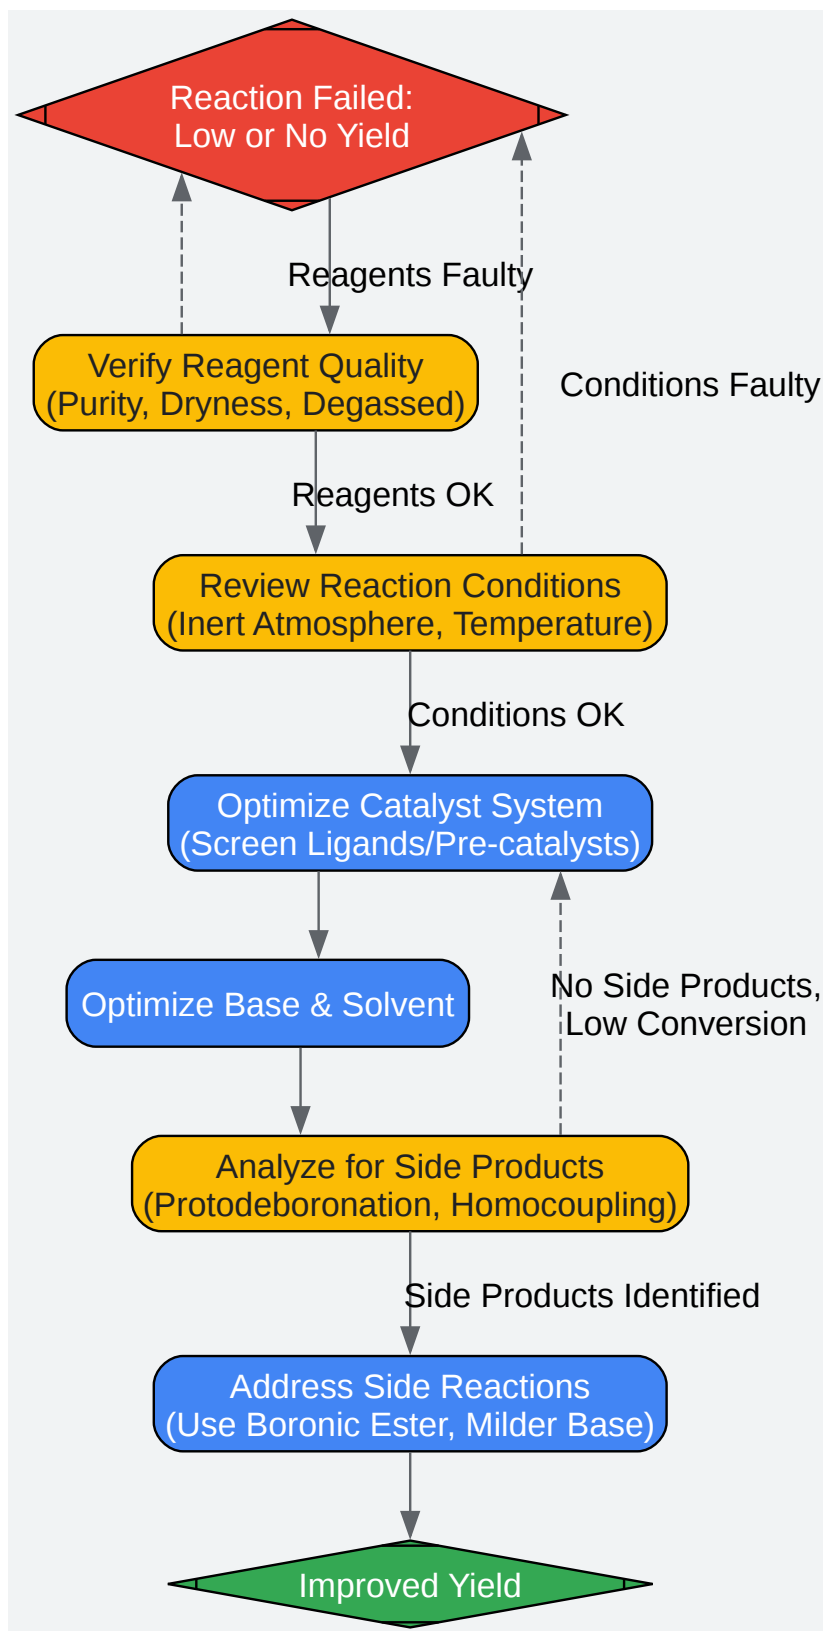 Reaction Failed:
Low or No Yield
Reagents Faulty
Verify Reagent Quality
(Purity, Dryness, Degassed)
Conditions Faulty
Reagents OK
Review Reaction Conditions
(Inert Atmosphere, Temperature)
Conditions OK
Optimize Catalyst System
(Screen Ligands/Pre-catalysts)
Optimize Base & Solvent
No Side Products,
Low Conversion
Analyze for Side Products
(Protodeboronation, Homocoupling)
Side Products Identified
Address Side Reactions
(Use Boronic Ester, Milder Base)
Improved Yield